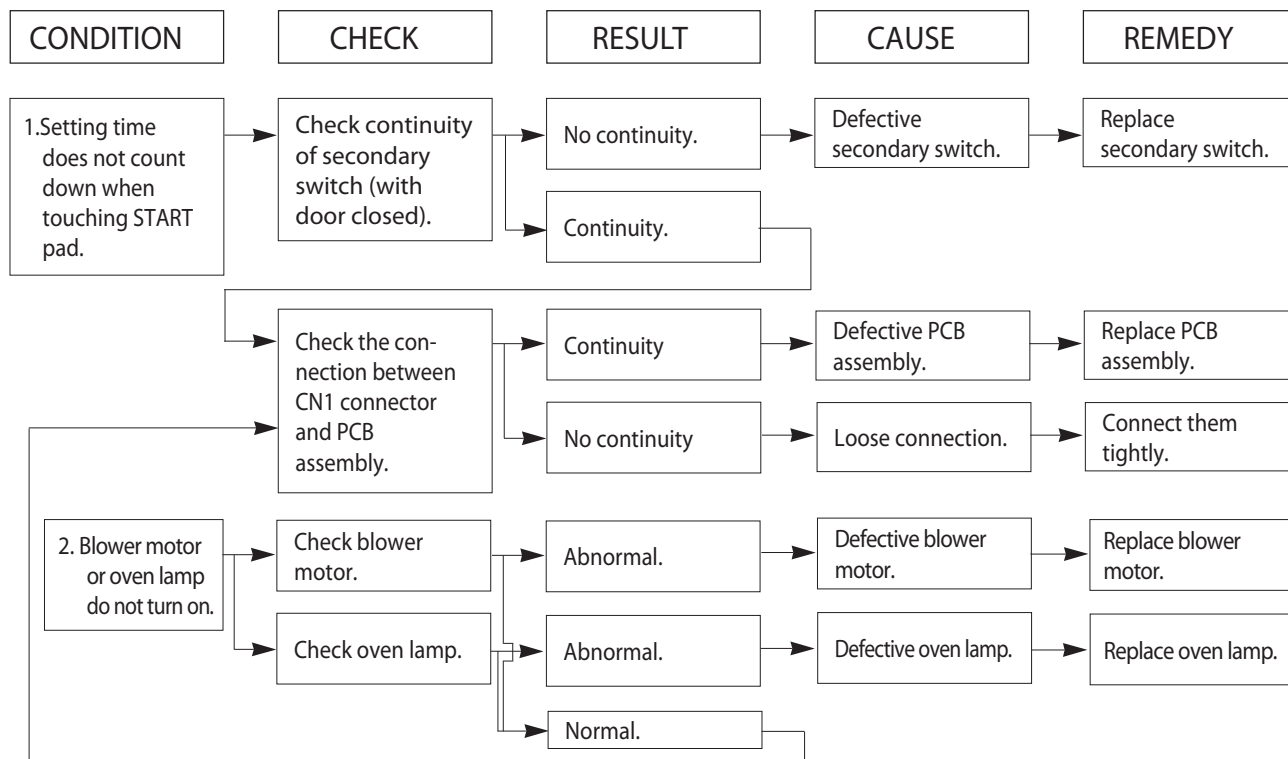 CONDITION
CHECK
RESULT
CAUSE
REMEDY
1.Setting time
does not count
down when
touching START
pad.
Check continuity
of secondary
switch (with
door closed).
No continuity.
Defective
secondary switch.
Replace
secondary switch.
Continuity.
Check the con-
nection between
CN1 connector
and PCB
assembly.
Continuity
Defective PCB
assembly.
Replace PCB
assembly.
No continuity
Loose connection.
Connect them
tightly.
2. Blower motor
or oven lamp
do not turn on.
Check blower
motor.
Abnormal.
Defective blower
motor.
Replace blower
motor.
Check oven lamp.
Abnormal.
Defective oven lamp.
Replace oven lamp.
Normal.